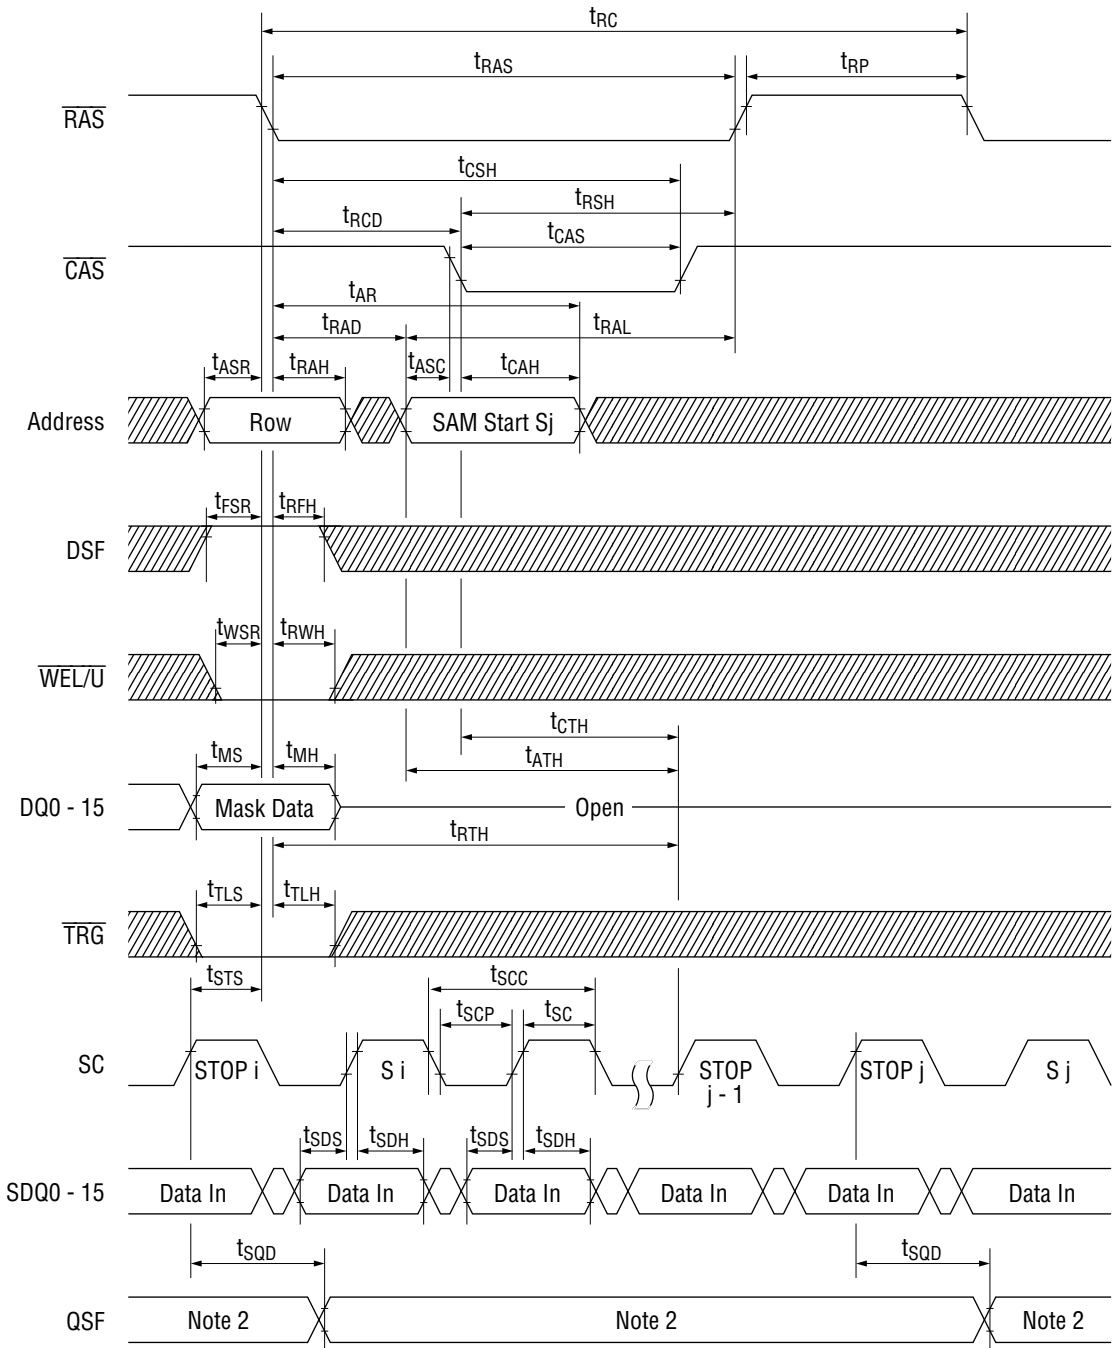 tRC
tRAS
tRP
RAS
tCSH
tRSH
tRCD
tCAS
CAS
tAR
tRAD
tRAL
tASR
tRAH
tASC
tCAH
Address
Row
SAM Start Sj
tFSR
tRFH
DSF
tWSR
tRWH
WEL/U
tCTH
tMS
tMH
tATH
DQ0 - 15
Mask Data
Open
tRTH
tTLS
tTLH
TRG
tSTS
tSCC
tSCP
tSC
SC
STOP i
S i
STOP
j - 1
STOP j
S j
tSDS
tSDH
tSDS
tSDH
SDQ0 - 15
Data In
Data In
Data In
Data In
Data In
Data In
tSQD
tSQD
QSF
Note 2
Note 2
Note 2